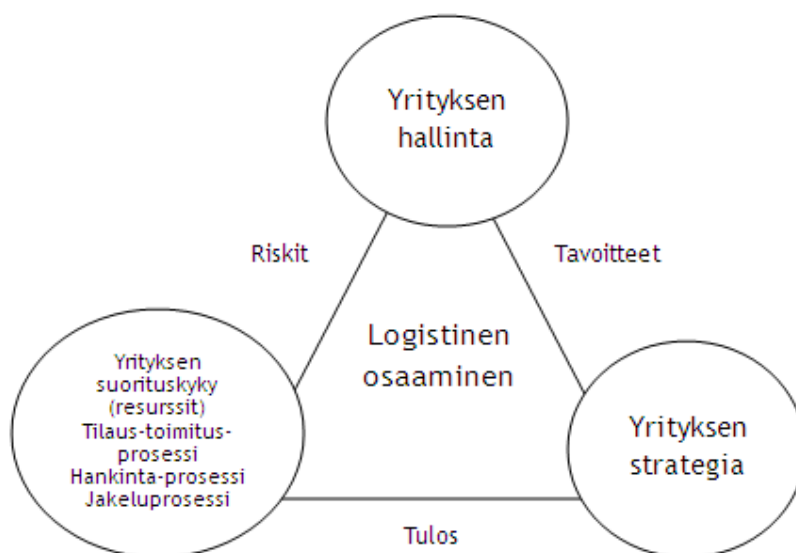 Yrityksen
hallinta
Riskit
Tavoitteet
Logistinen
osaaminen
Yrityksen
suorituskyky
(resurssit)
Tilaus-toimitus-
prosessi
Hankinta-prosessi
Jakeluprosessi
Yrityksen
strategia
Tulos